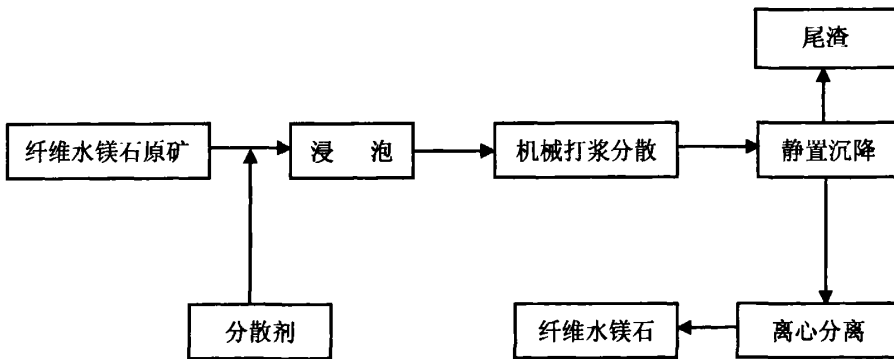 尾渣
纤维水镁石原矿
浸 泡
机械打浆分散
静置沉降
分散剂
纤维水镁石
离心分离